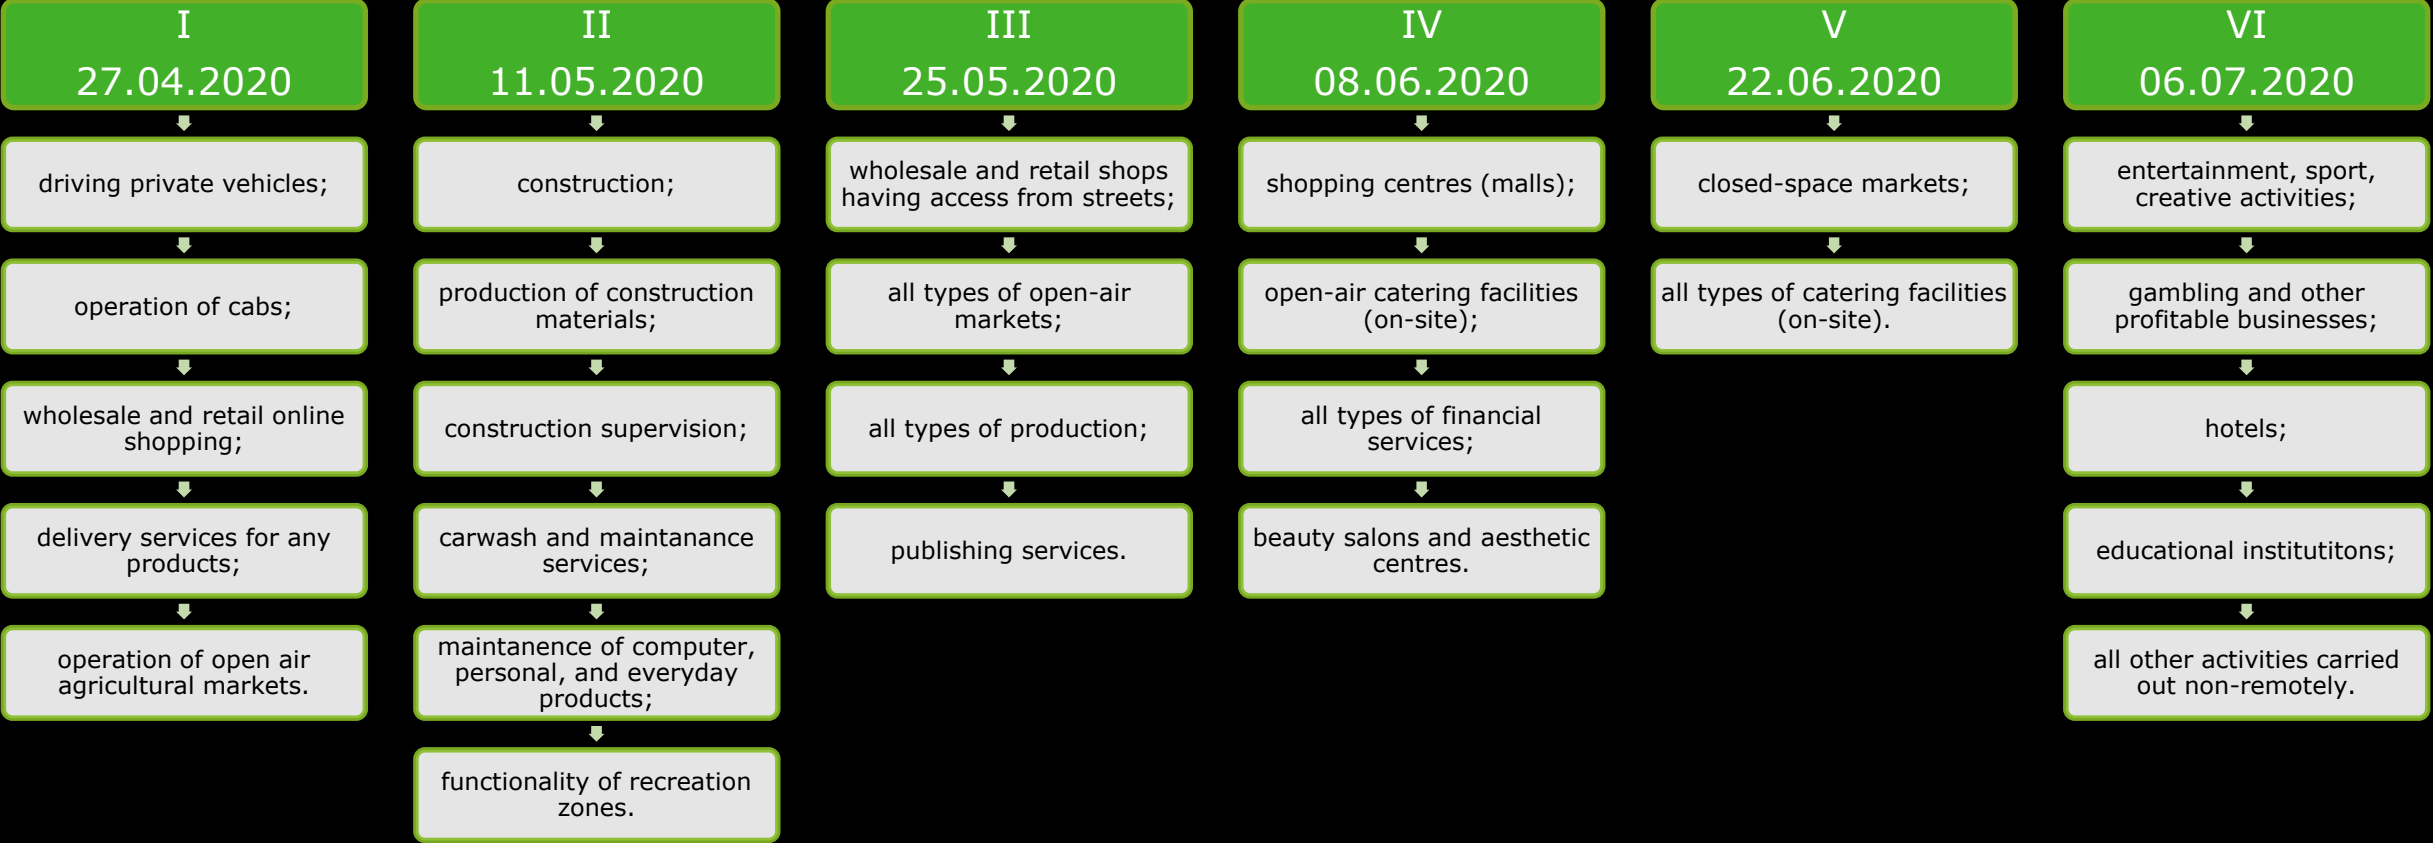 I
27.04.2020
driving private vehicles;
operation of cabs;
wholesale and retail online
shopping;
delivery services for any
products;
operation of open air
agricultural markets.
II
11.05.2020
construction;
production of construction
materials;
construction supervision;
carwash and maintanance
services;
maintanence of computer,
personal, and everyday
products;
functionality of recreation
zones.
III
25.05.2020
wholesale and retail shops
having access from streets;
all types of open-air
markets;
all types of production;
publishing services.
IV
08.06.2020
shopping centres (malls);
open-air catering facilities
(on-site);
all types of financial
services;
beauty salons and aesthetic
centres.
V
22.06.2020
closed-space markets;
all types of catering facilities
(on-site).
VI
06.07.2020
entertainment, sport,
creative activities;
gambling and other
profitable businesses;
hotels;
educational institutitons;
all other activities carried
out non-remotely.